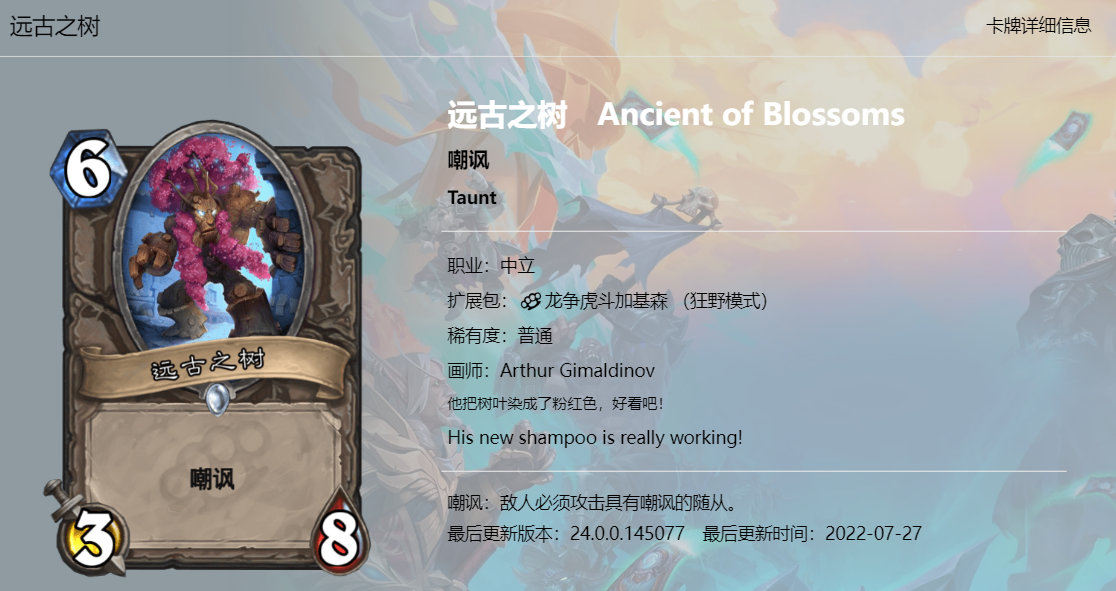 远古之树
卡牌详细信息
6
远古之树
嘲讽
3
8
远古之树 Ancient of Blossoms
嘲讽
Taunt
职业：中立
扩展包：龙争虎斗加基森 （狂野模式）
稀有度：普通
画师：Arthur Gimaldinov
他把树叶染成了粉红色，好看吧！
His new shampoo is really working!
嘲讽：敌人必须攻击具有嘲讽的随从。
最后更新版本：24.0.0.145077 最后更新时间：2022-07-27